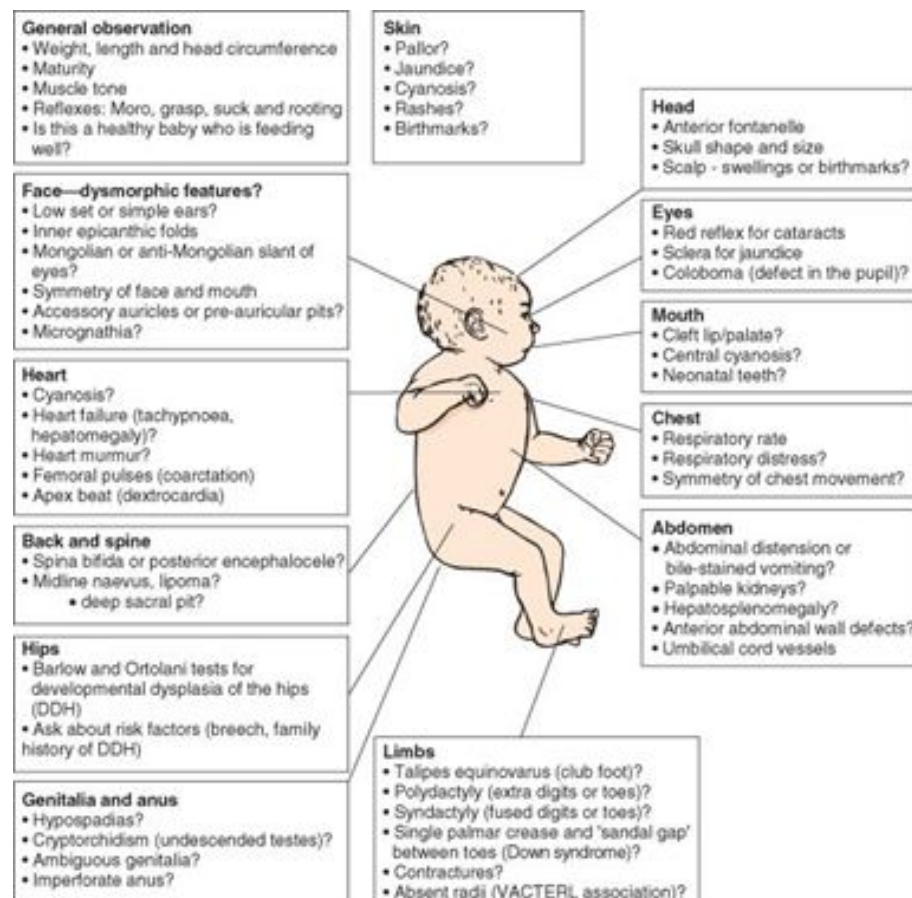 General observation
• Weight, length and head circumference
• Maturity
• Muscle tone
• Reflexes: Moro, grasp, suck and rooting
• Is this a healthy baby who is feeding
well?
Skin
• Pallor?
• Jaundice?
• Cyanosis?
• Rashes?
• Birthmarks?
Head
• Anterior fontanelle
• Skull shape and size
• Scalp - swellings or birthmarks?
Face—dysmorphic features?
• Low set or simple ears?
• Inner epicanthic folds
• Mongolian or anti-Mongolian slant of
eyes?
• Symmetry of face and mouth
• Accessory auricles or pre-auricular pits?
• Micrognathia?
Eyes
• Red reflex for cataracts
• Sclera for jaundice
• Coloboma (defect in the pupil)?
Mouth
• Cleft lip/palate?
• Central cyanosis?
• Neonatal teeth?
Heart
• Cyanosis?
• Heart failure (tachypnoea,
hepatomegaly)?
• Heart murmur?
• Femoral pulses (coarctation)
• Apex beat (dextrocardia)
Chest
• Respiratory rate
• Respiratory distress?
• Symmetry of chest movement?
Back and spine
• Spina bifida or posterior encephalocele?
• Midline naevus, lipoma?
• deep sacral pit?
Abdomen
• Abdominal distension or
bile-stained vomiting?
• Palpable kidneys?
• Hepatosplenomegaly?
• Anterior abdominal wall defects?
• Umbilical cord vessels
Hips
• Barlow and Ortolani tests for
developmental dysplasia of the hips
(DDH)
• Ask about risk factors (breech, family
history of DDH)
Genitalia and anus
• Hypospadias?
• Cryptorchidism (undescended testes)?
• Ambiguous genitalia?
• Imperforate anus?
Limbs
• Talipes equinovarus (club foot)?
• Polydactyly (extra digits or toes)?
• Syndactyly (fused digits or toes)?
• Single palmar crease and 'sandal gap'
between toes (Down syndrome)?
• Contractures?
• Absent radii (VACTERL association)?